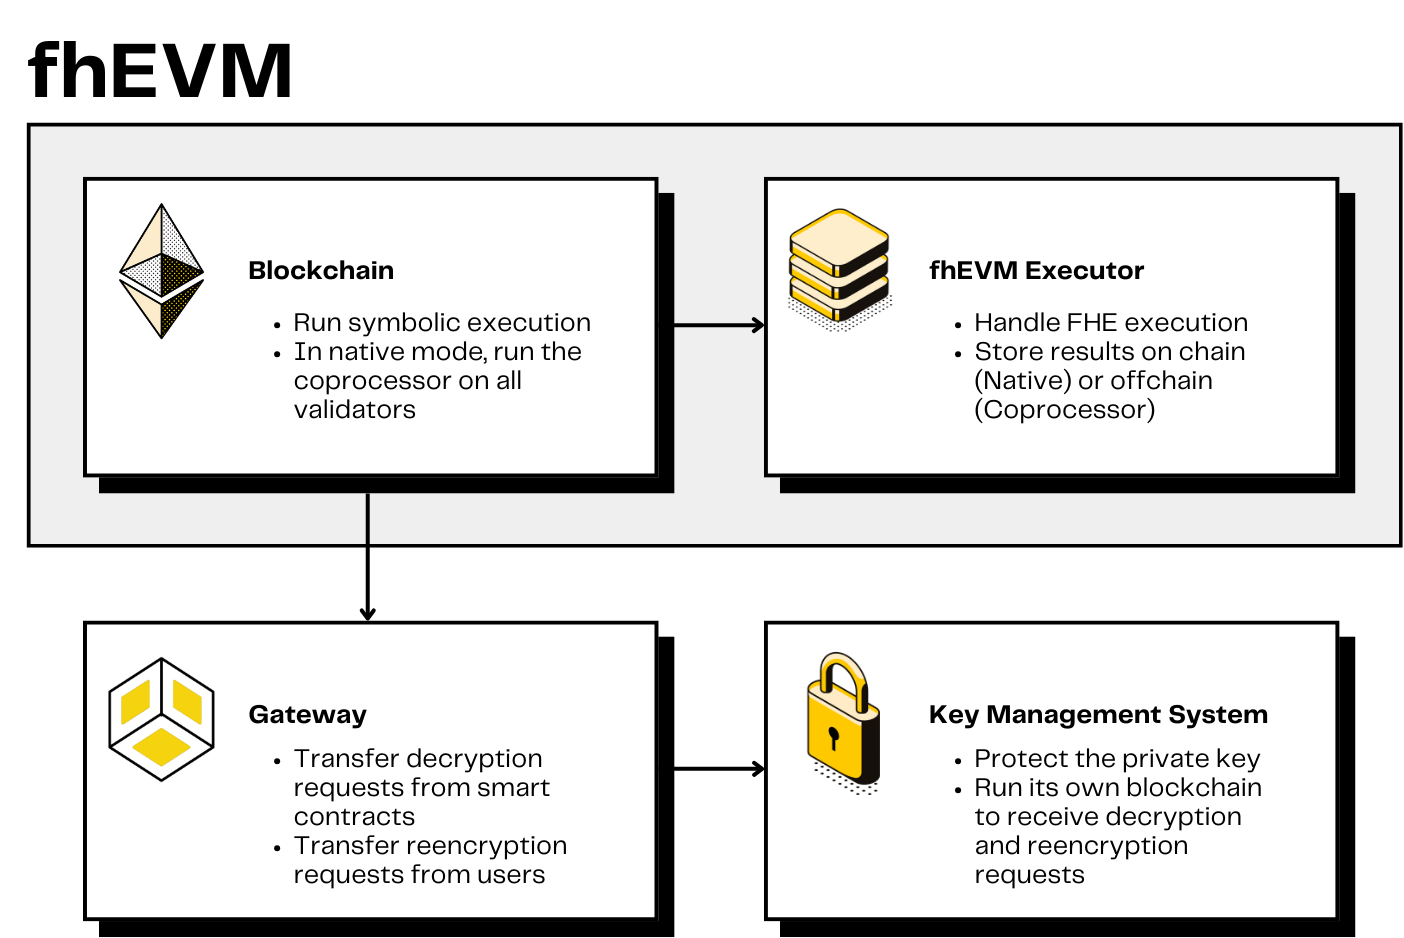 fhEVM
Blockchain
• Run symbolic execution
• In native mode, run the
coprocessor on all
validators
fhEVM Executor
• Handle FHE execution
• Store results on chain
(Native) or offchain
(Coprocessor)
Gateway
• Transfer decryption
requests from smart
contracts
• Transfer reencryption
requests from users
Key Management System
• Protect the private key
• Run its own blockchain
to receive decryption
and reencryption
requests